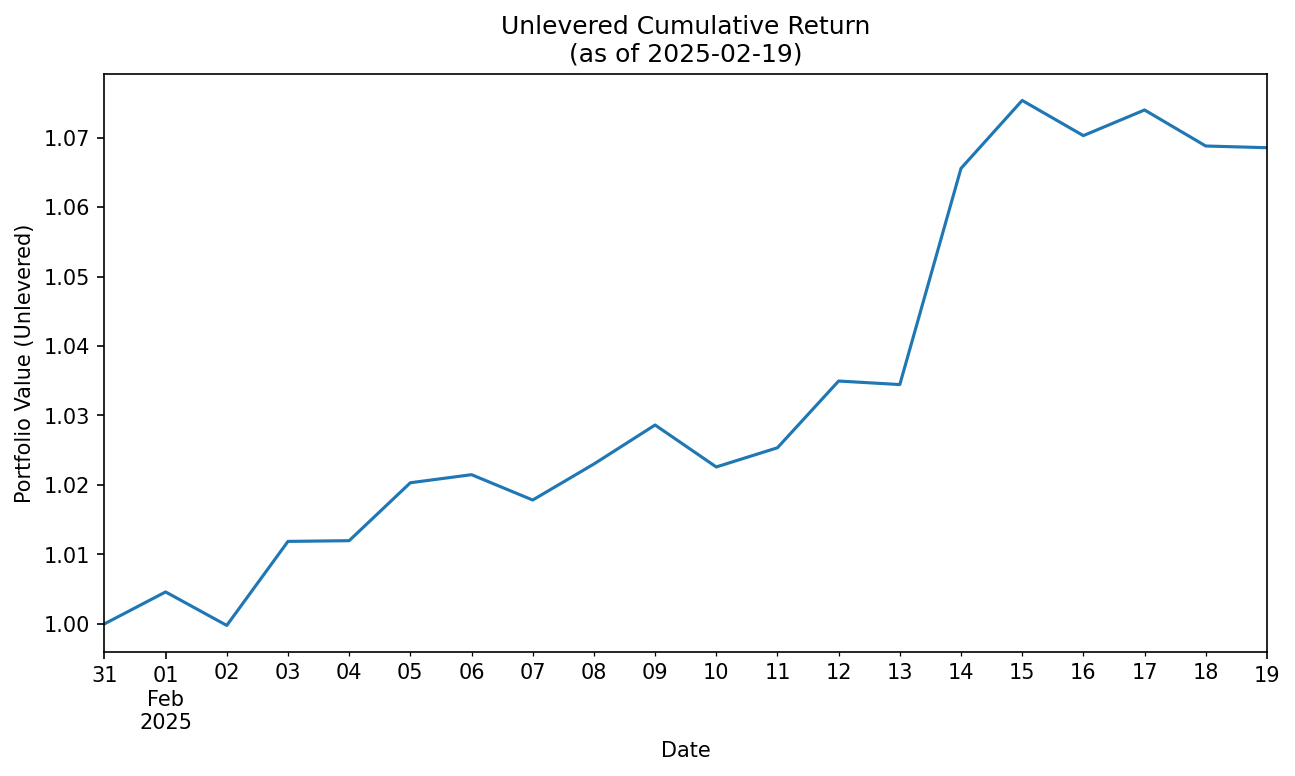 Unlevered Cumulative Return
(as of 2025-02-19)
Portfolio Value (Unlevered)
1.07
1.06
1.05
1.04
1.03
1.02
1.01
1.00
31 01 02 03 04 05 06 07 08 09 10 11 12 13 14 15 16 17 18 19
Feb
2025
Date